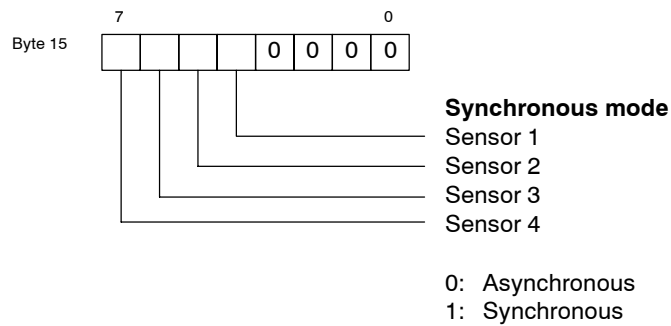 7 0
Byte 15 0 0 0 0
Synchronous mode
Sensor 1
Sensor 2
Sensor 3
Sensor 4
0: Asynchronous
1: Synchronous